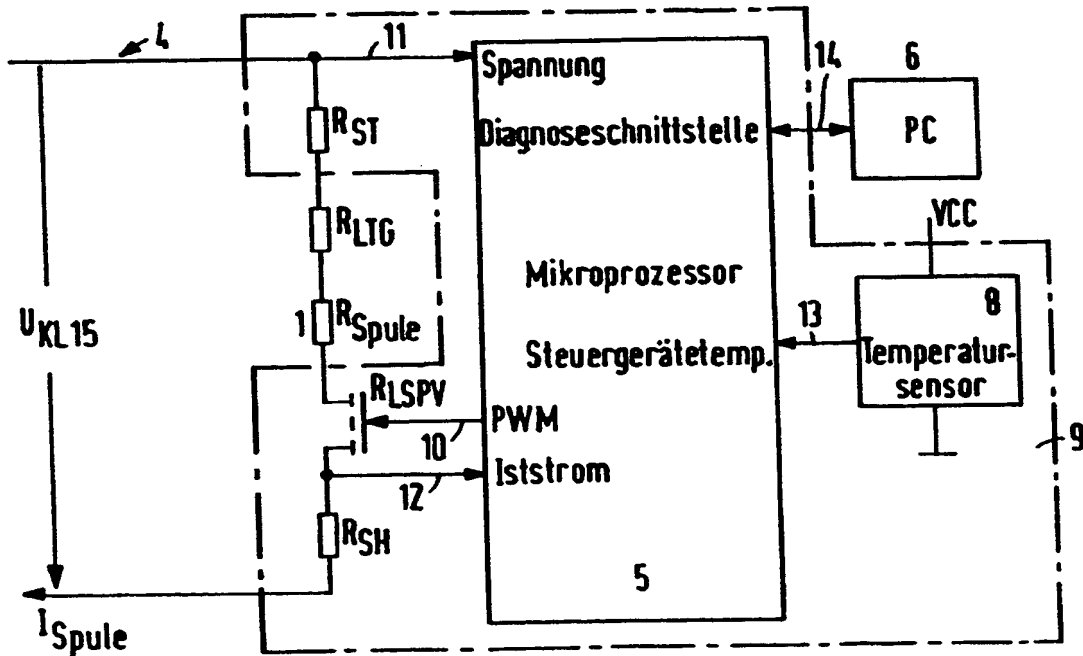 4
11
Spannung
14
6
R_ST
Diagnoseschnittstelle
PC
R_LTG
VCC
Mikroprozessor
8
U_KL15
1
R_Spule
13
Steuergerätetemp.
Temperatur-
sensor
R_LSPV
PWM
10
9
Iststrom
12
R_SH
5
I_Spule